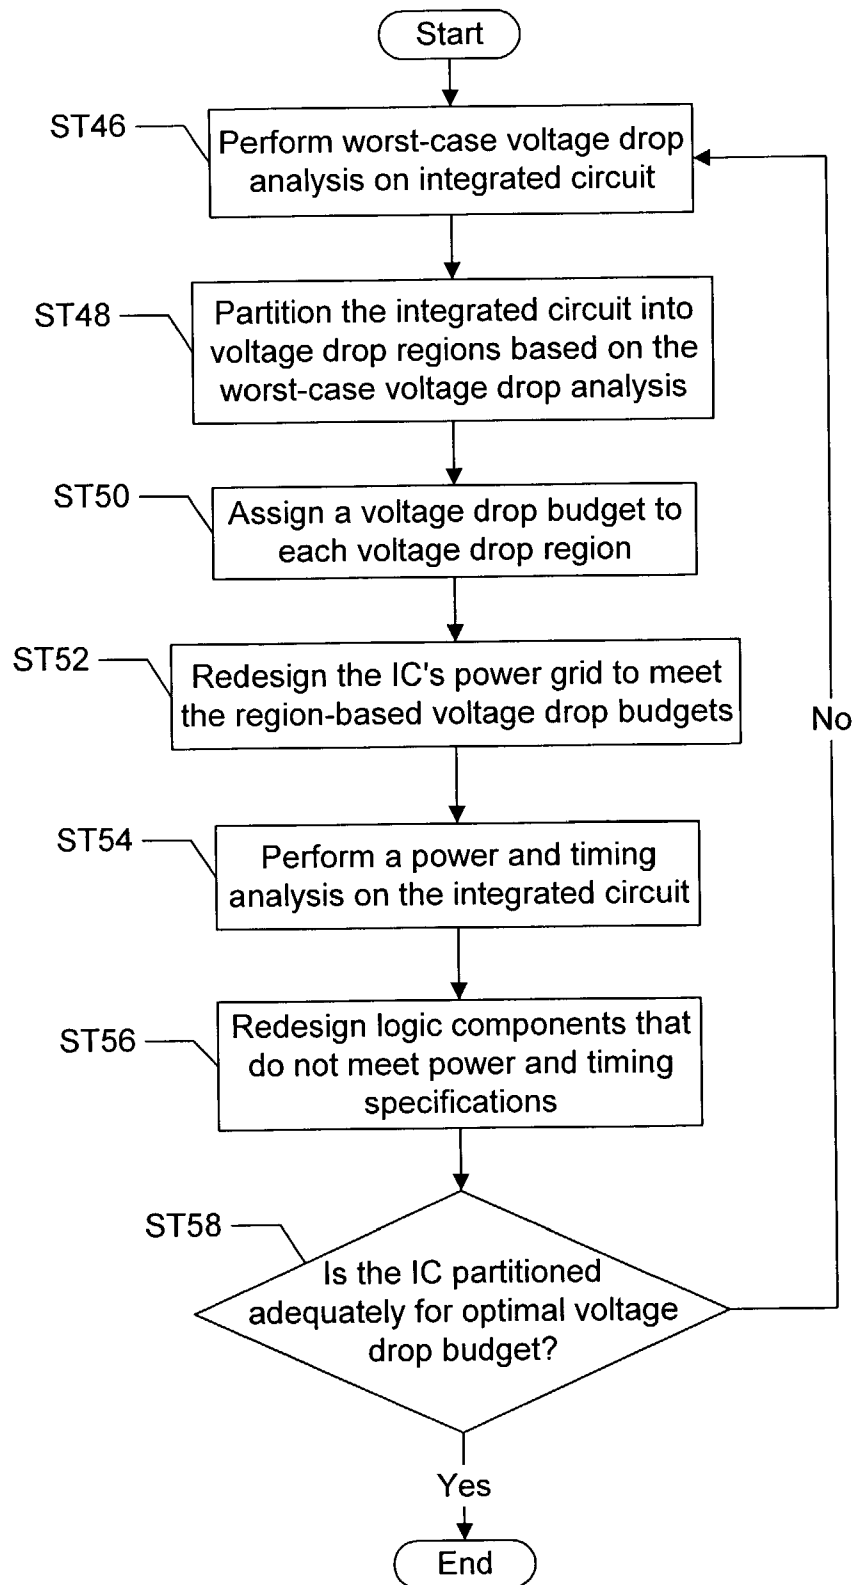 Start
ST46
Perform worst-case voltage drop
analysis on integrated circuit
ST48
Partition the integrated circuit into
voltage drop regions based on the
worst-case voltage drop analysis
ST50
Assign a voltage drop budget to
each voltage drop region
ST52
Redesign the IC's power grid to meet
the region-based voltage drop budgets
No
ST54
Perform a power and timing
analysis on the integrated circuit
ST56
Redesign logic components that
do not meet power and timing
specifications
ST58
Is the IC partitioned
adequately for optimal voltage
drop budget?
Yes
End